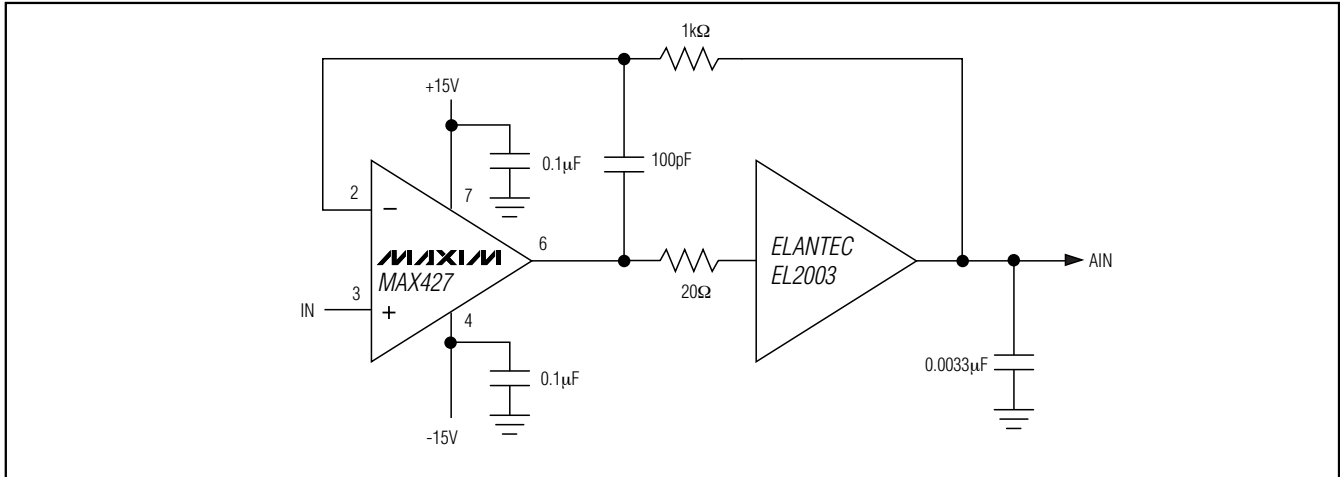 1kΩ
+15V
0.1μF
100pF
2
7
−
MAXIM
MAX427
6
ELANTEC
EL2003
AIN
20Ω
IN
3
+
4
0.1μF
0.0033μF
-15V